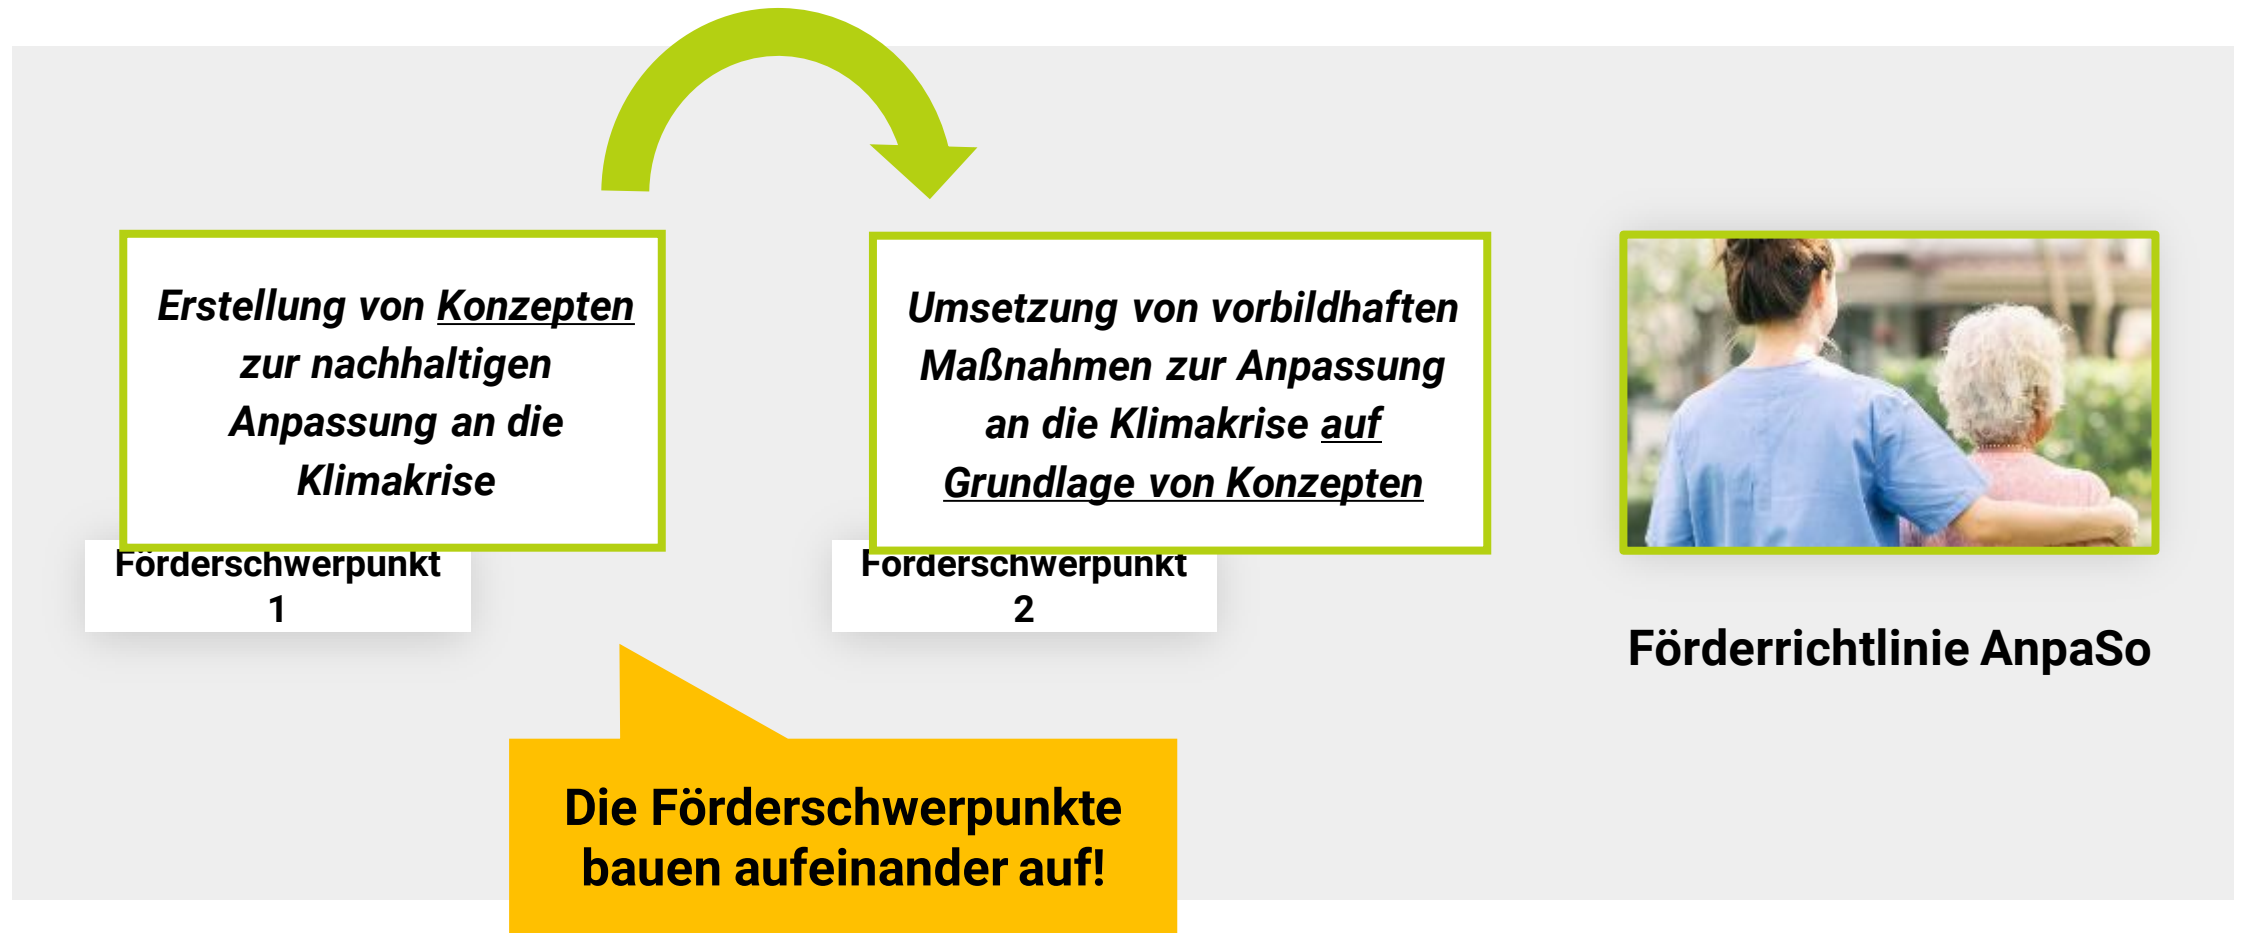 Erstellung von Konzepten
zur nachhaltigen
Anpassung an die
Klimakrise
Förderschwerpunkt
1
Umsetzung von vorbildhaften
Maßnahmen zur Anpassung
an die Klimakrise auf
Grundlage von Konzepten
Förderschwerpunkt
2
Förderrichtlinie AnpaSo
Die Förderschwerpunkte
bauen aufeinander auf!